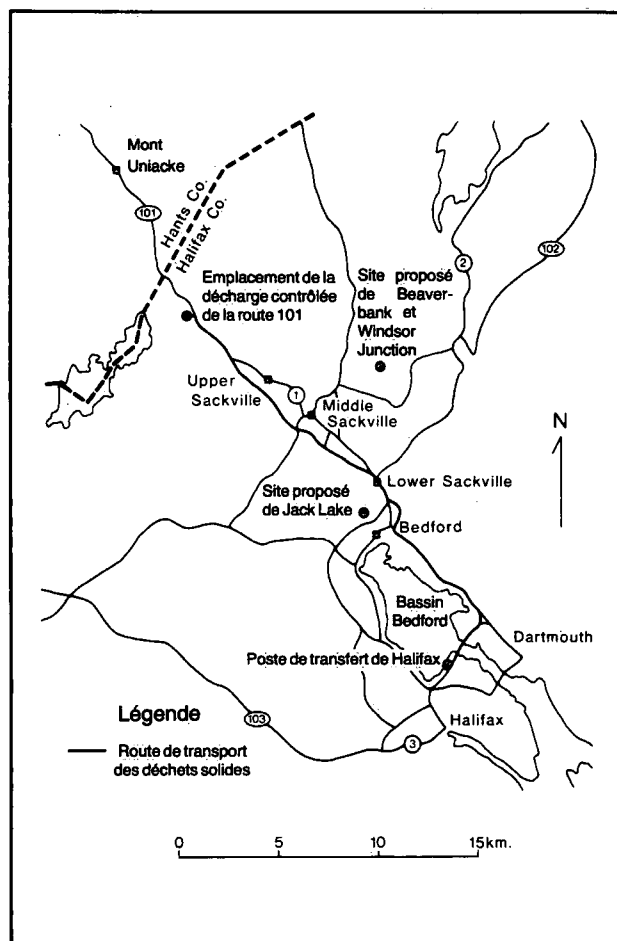 Mont
Uniacke
101
Hants Co.
Halifax Co.
102
2
Emplacement de la
décharge contrôlée
de la route 101
Site proposé
de Beaver-
bank et
Windsor
Junction
Upper
Sackville
1
Middle
Sackville
N
Lower Sackville
Site proposé
de Jack Lake
Bedford
Bassin
Bedford
Dartmouth
Poste de transfert de Halifax
Légende
103
Halifax
3
Route de transport
des déchets solides
0 5 10 15km.